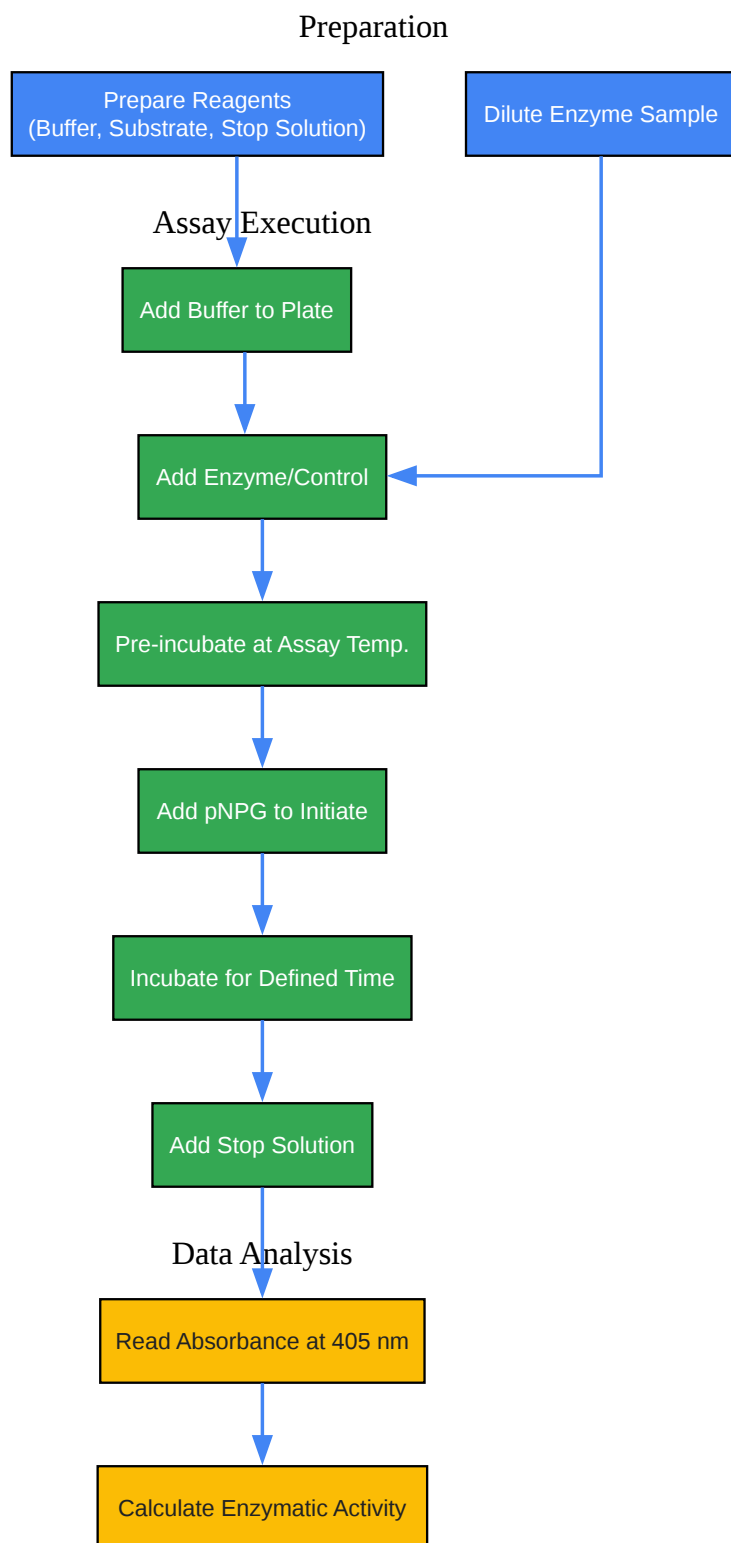 Preparation
Prepare Reagents
(Buffer, Substrate, Stop Solution)
Dilute Enzyme Sample
Assay Execution
Add Buffer to Plate
Add Enzyme/Control
Pre-incubate at Assay Temp.
Add pNPG to Initiate
Incubate for Defined Time
Add Stop Solution
Data Analysis
Read Absorbance at 405 nm
Calculate Enzymatic Activity